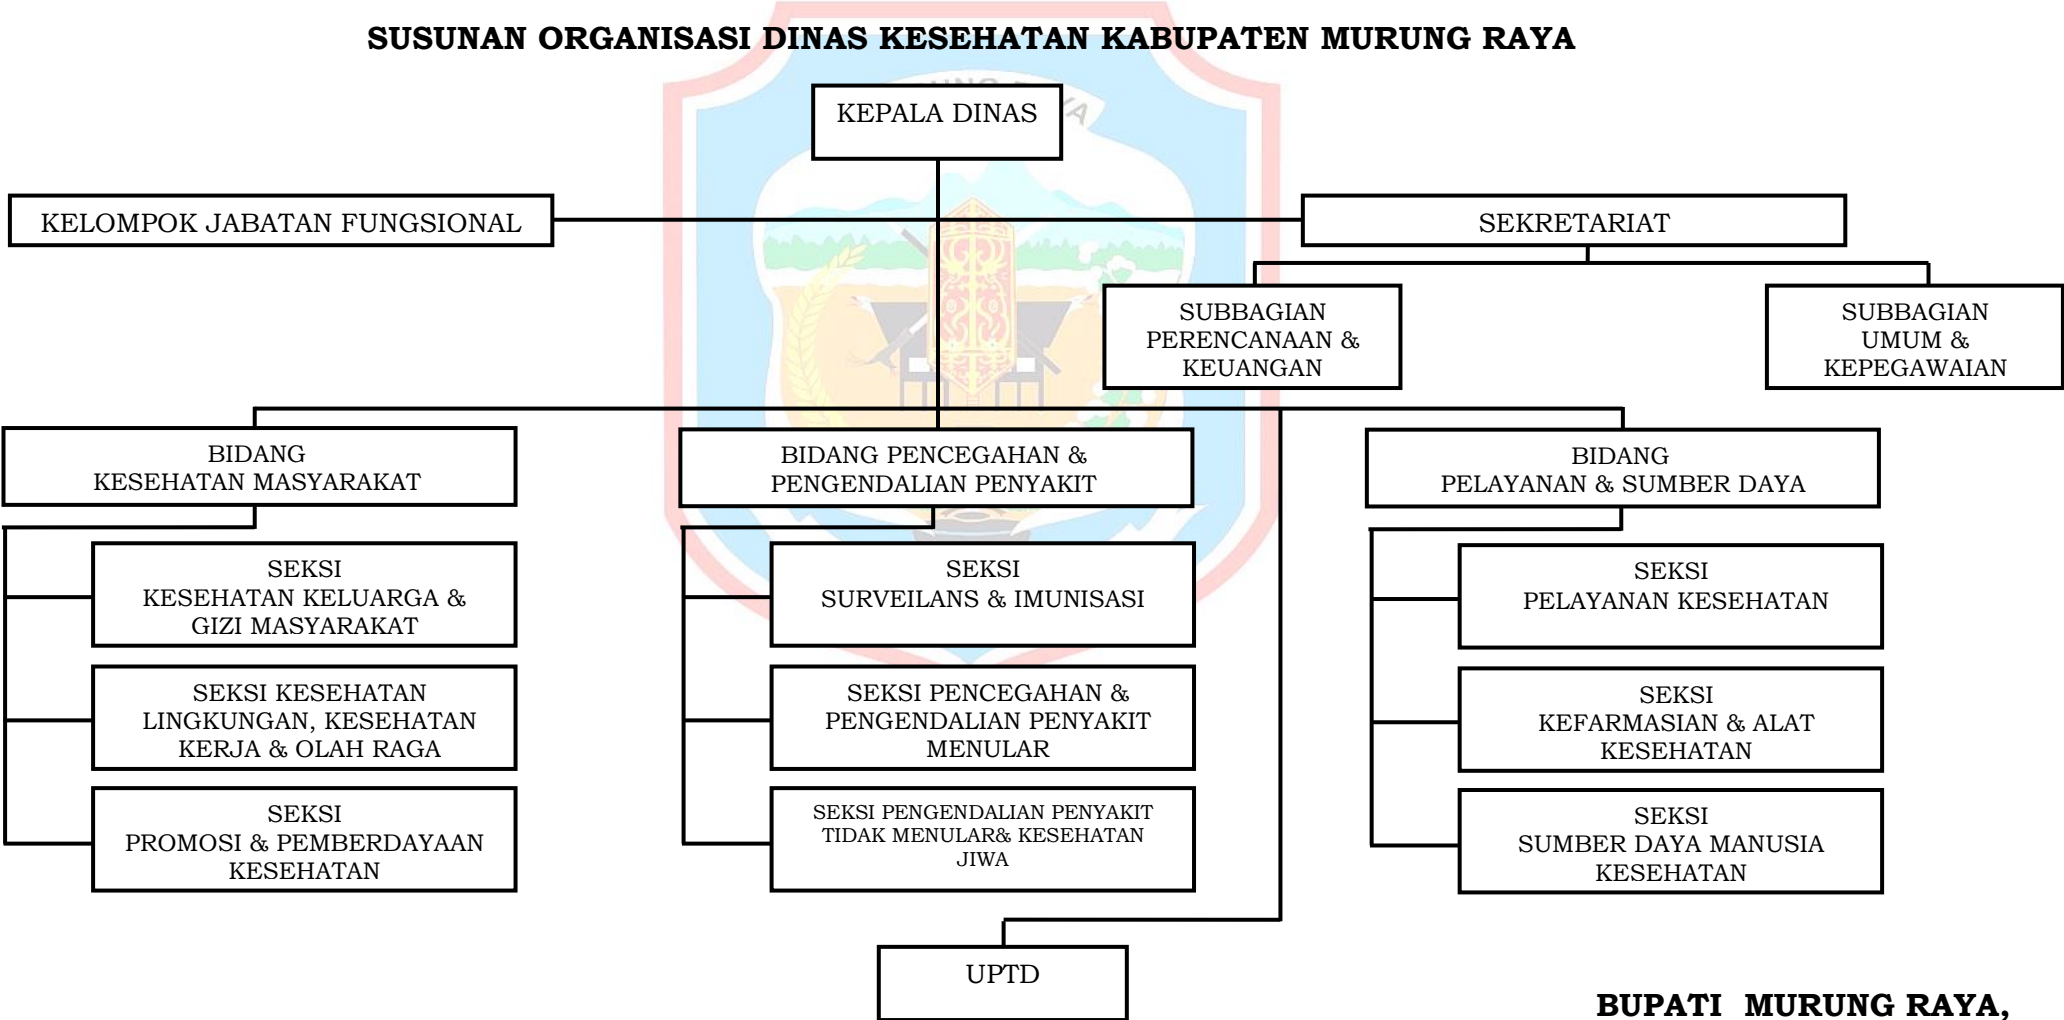 SUSUNAN ORGANISASI DINAS KESEHATAN KABUPATEN MURUNG RAYA
KEPALA DINAS
KELOMPOK JABATAN FUNGSIONAL
SEKRETARIAT
SUBBAGIAN
PERENCANAAN &
KEUANGAN
SUBBAGIAN
UMUM &
KEPEGAWAIAN
BIDANG
KESEHATAN MASYARAKAT
BIDANG PENCEGAHAN &
PENGENDALIAN PENYAKIT
BIDANG
PELAYANAN & SUMBER DAYA
SEKSI
KESEHATAN KELUARGA &
GIZI MASYARAKAT
SEKSI KESEHATAN
LINGKUNGAN, KESEHATAN
KERJA & OLAH RAGA
SEKSI
PROMOSI & PEMBERDAYAAN
KESEHATAN
SEKSI
SURVEILANS & IMUNISASI
SEKSI PENCEGAHAN &
PENGENDALIAN PENYAKIT
MENULAR
SEKSI PENGENDALIAN PENYAKIT
TIDAK MENULAR& KESEHATAN
JIWA
SEKSI
PELAYANAN KESEHATAN
SEKSI
KEFARMASIAN & ALAT
KESEHATAN
SEKSI
SUMBER DAYA MANUSIA
KESEHATAN
UPTD
BUPATI MURUNG RAYA,